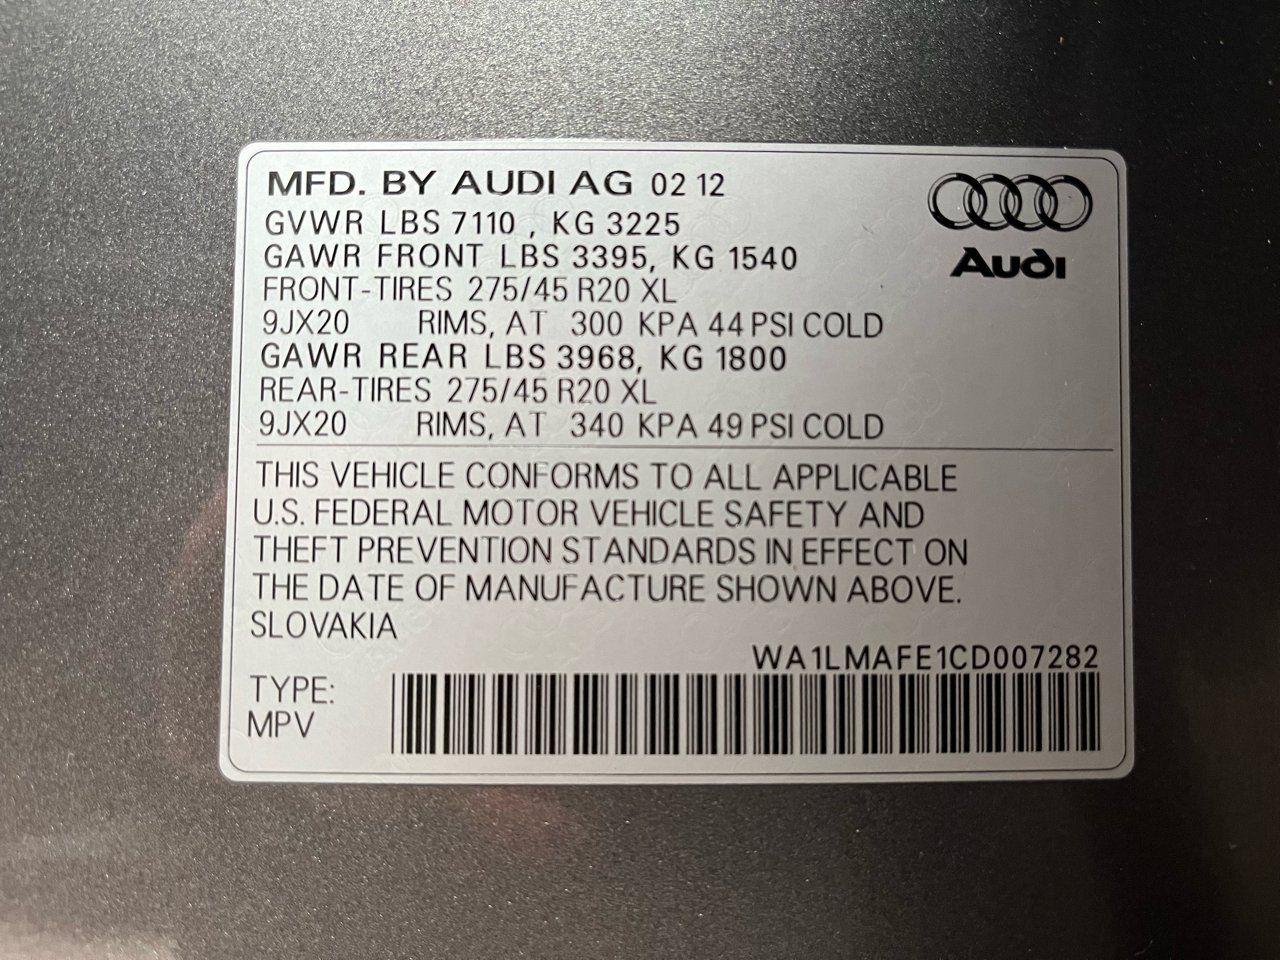 MFD. BY AUDI AG 02 12
GVWR LBS 7110 , KG 3225
GAWR FRONT LBS 3395, KG 1540
FRONT-TIRES 275/45 R20 XL
9JX20 RIMS, AT 300 KPA 44 PSI COLD
GAWR REAR LBS 3968, KG 1800
REAR-TIRES 275/45 R20 XL
9JX20 RIMS, AT 340 KPA 49 PSI COLD
Audi
THIS VEHICLE CONFORMS TO ALL APPLICABLE
U.S. FEDERAL MOTOR VEHICLE SAFETY AND
THEFT PREVENTION STANDARDS IN EFFECT ON
THE DATE OF MANUFACTURE SHOWN ABOVE.
SLOVAKIA
WA1LMAFE1CD007282
TYPE:
MPV